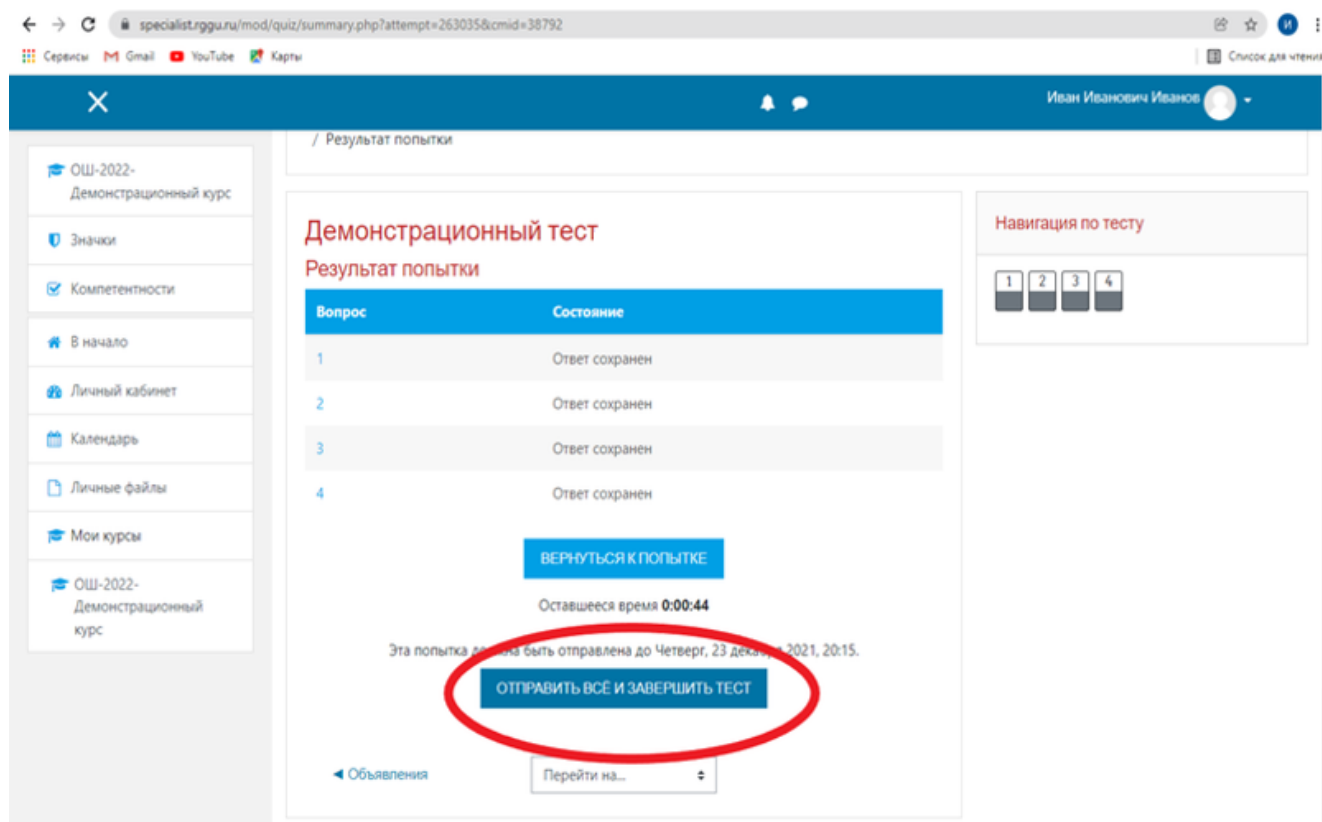 specialist.rggu.ru/mod/quiz/summary.php?attempt=263035&cmid=38792
И
Сервисы Gmail YouTube Карты
Список для чтения
Иван Иванович Иванов
/ Результат попытки
ОШ-2022-
Демонстрационный курс
Значки
Компетентности
В начало
Личный кабинет
Календарь
Личные файлы
Мои курсы
ОШ-2022-
Демонстрационный
курс
Демонстрационный тест
Результат попытки
Вопрос Состояние
1 Ответ сохранен
2 Ответ сохранен
3 Ответ сохранен
4 Ответ сохранен
ВЕРНУТЬСЯ К ПОПЫТКЕ
Оставшееся время 0:00:44
Эта попытка должна быть отправлена до Четверг, 23 декабря 2021, 20:15.
ОТПРАВИТЬ ВСЁ И ЗАВЕРШИТЬ ТЕСТ
◄ Объявления
Перейти на...
Навигация по тесту
1 2 3 4